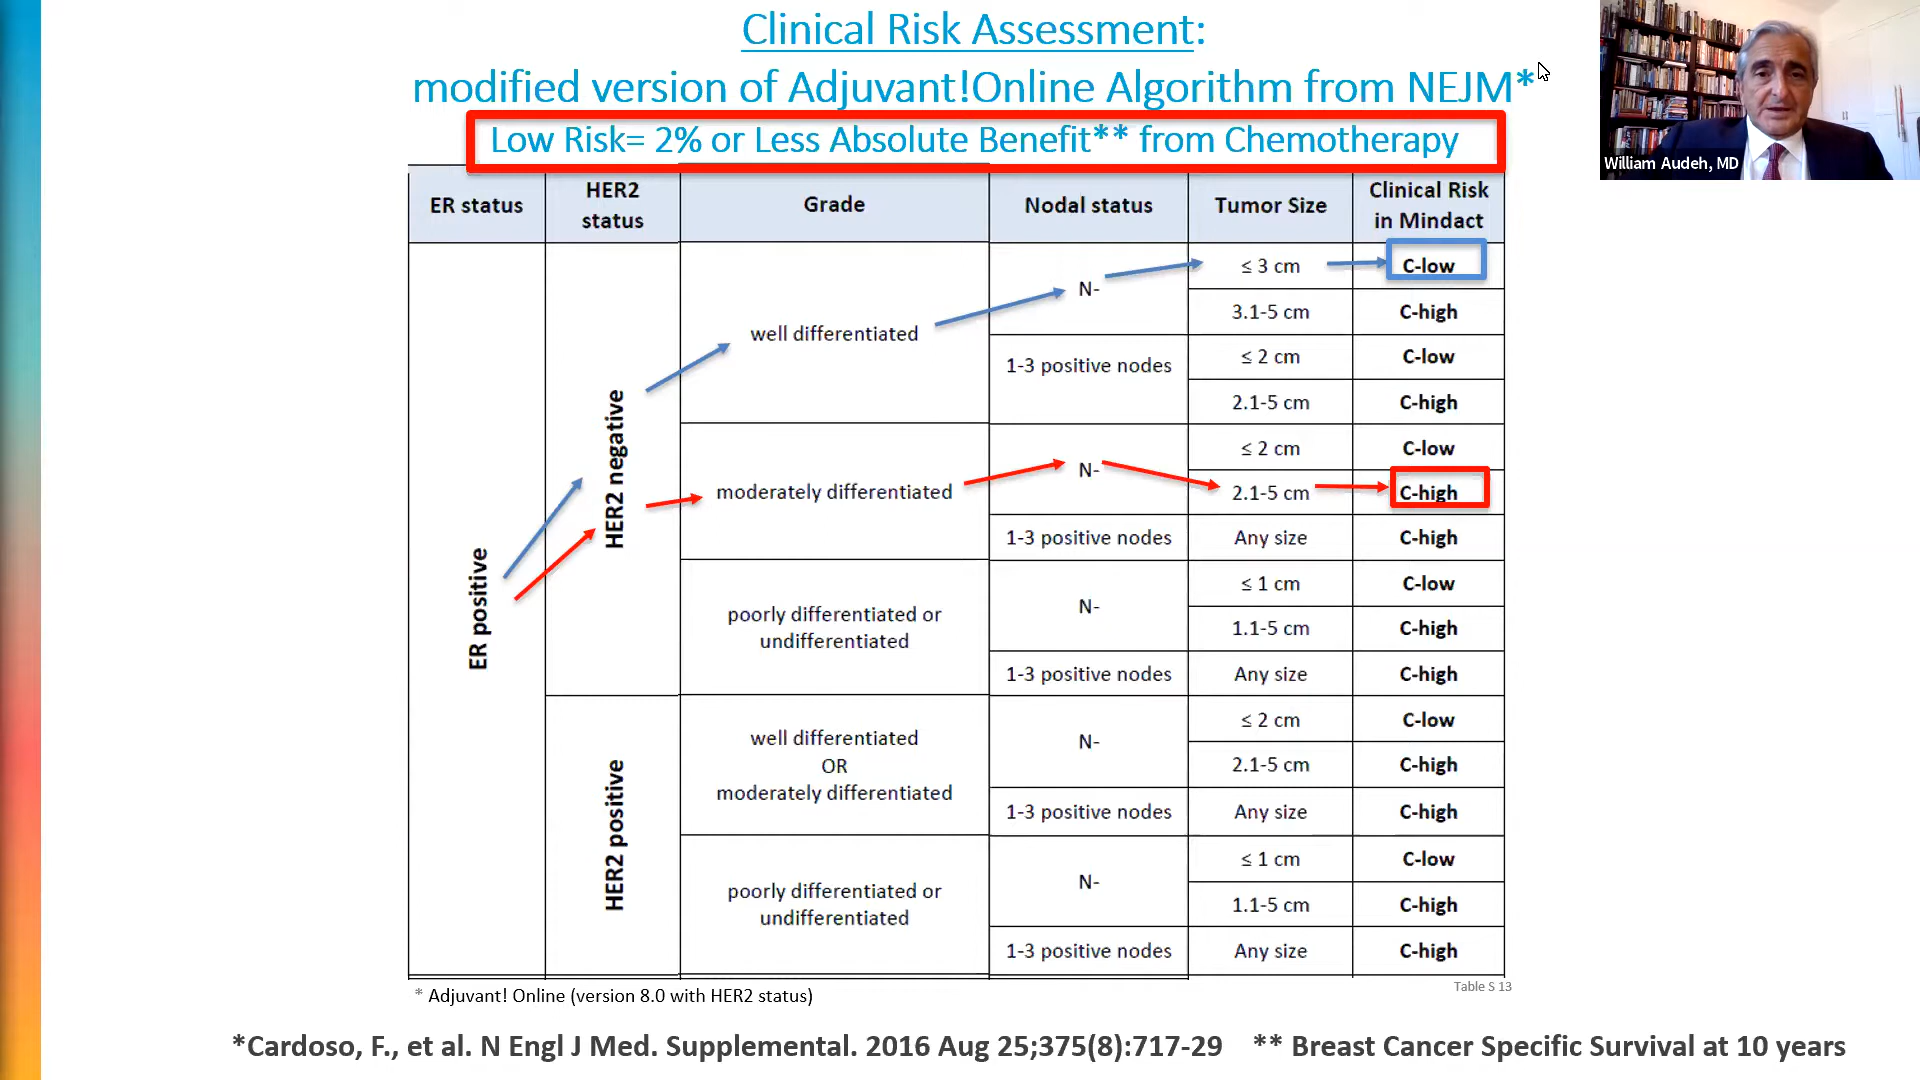 Clinical Risk Assessment:
modified version of Adjuvant!Online Algorithm from NEJM*
Low Risk= 2% or Less Absolute Benefit** from Chemotherapy
William Audeh, MD
ER status HER2 status Grade Nodal status Tumor Size Clinical Risk in Mindact
ER positive
HER2 negative
well differentiated
N-
≤ 3 cm C-low
3.1-5 cm C-high
1-3 positive nodes
≤ 2 cm C-low
2.1-5 cm C-high
moderately differentiated
N-
≤ 2 cm C-low
2.1-5 cm C-high
1-3 positive nodes Any size C-high
poorly differentiated or
undifferentiated
N-
≤ 1 cm C-low
1.1-5 cm C-high
1-3 positive nodes Any size C-high
HER2 positive
well differentiated
OR
moderately differentiated
N-
≤ 2 cm C-low
2.1-5 cm C-high
1-3 positive nodes Any size C-high
poorly differentiated or
undifferentiated
N-
≤ 1 cm C-low
1.1-5 cm C-high
1-3 positive nodes Any size C-high
* Adjuvant! Online (version 8.0 with HER2 status)
Table S 13
*Cardoso, F., et al. N Engl J Med. Supplemental. 2016 Aug 25;375(8):717-29 ** Breast Cancer Specific Survival at 10 years